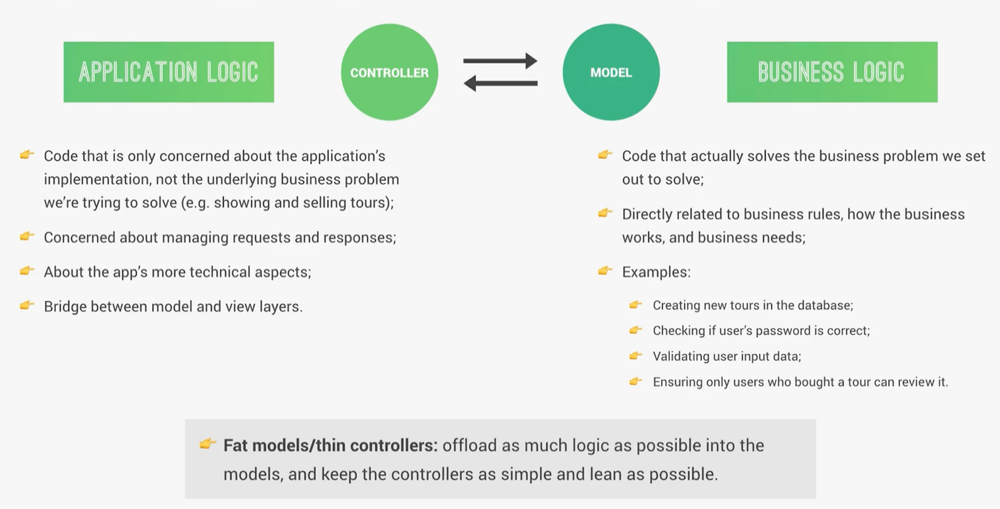 APPLICATION LOGIC
CONTROLLER
MODEL
BUSINESS LOGIC
Code that is only concerned about the application’s
implementation, not the underlying business problem
we’re trying to solve (e.g. showing and selling tours);
Concerned about managing requests and responses;
About the app’s more technical aspects;
Bridge between model and view layers.
Code that actually solves the business problem we set
out to solve;
Directly related to business rules, how the business
works, and business needs;
Examples:
Creating new tours in the database;
Checking if user’s password is correct;
Validating user input data;
Ensuring only users who bought a tour can review it.
Fat models/thin controllers: offload as much logic as possible into the
models, and keep the controllers as simple and lean as possible.